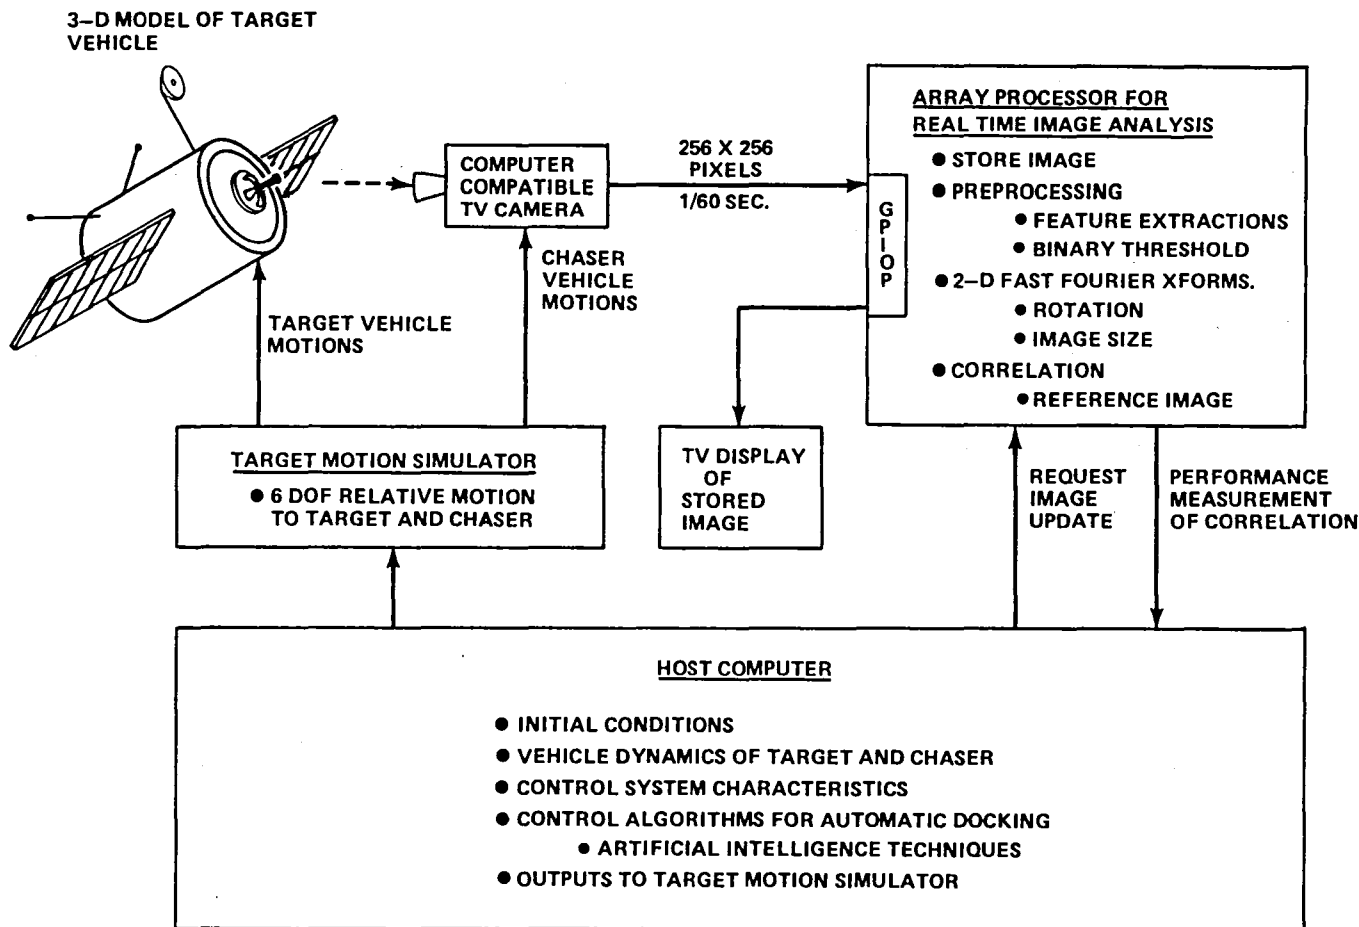 3–D MODEL OF TARGET
VEHICLE
COMPUTER
COMPATIBLE
TV CAMERA
256 X 256
PIXELS
1/60 SEC.
GPIOP
ARRAY PROCESSOR FOR
REAL TIME IMAGE ANALYSIS
● STORE IMAGE
● PREPROCESSING
● FEATURE EXTRACTIONS
● BINARY THRESHOLD
● 2–D FAST FOURIER XFORMS.
● ROTATION
● IMAGE SIZE
● CORRELATION
● REFERENCE IMAGE
TARGET VEHICLE
MOTIONS
CHASER
VEHICLE
MOTIONS
TARGET MOTION SIMULATOR
● 6 DOF RELATIVE MOTION
TO TARGET AND CHASER
TV DISPLAY
OF
STORED
IMAGE
REQUEST
IMAGE
UPDATE
PERFORMANCE
MEASUREMENT
OF CORRELATION
HOST COMPUTER
● INITIAL CONDITIONS
● VEHICLE DYNAMICS OF TARGET AND CHASER
● CONTROL SYSTEM CHARACTERISTICS
● CONTROL ALGORITHMS FOR AUTOMATIC DOCKING
● ARTIFICIAL INTELLIGENCE TECHNIQUES
● OUTPUTS TO TARGET MOTION SIMULATOR